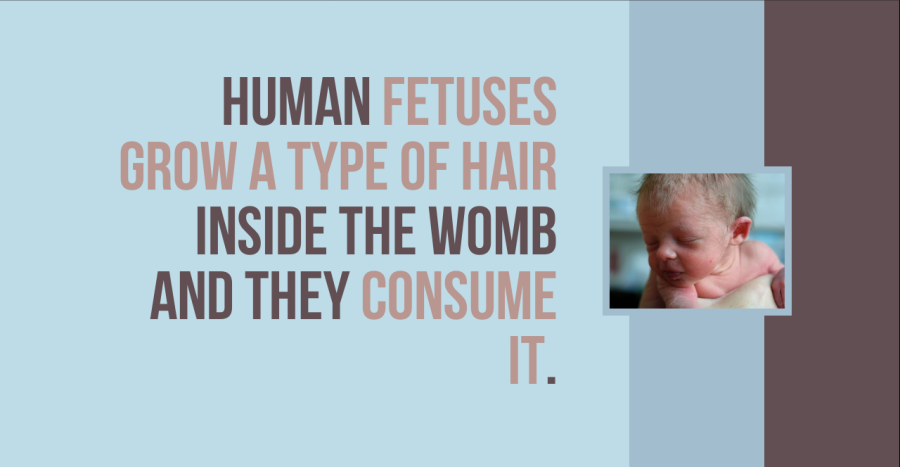 HUMAN FETUSES
GROW A TYPE OF HAIR
INSIDE THE WOMB
AND THEY CONSUME
IT.